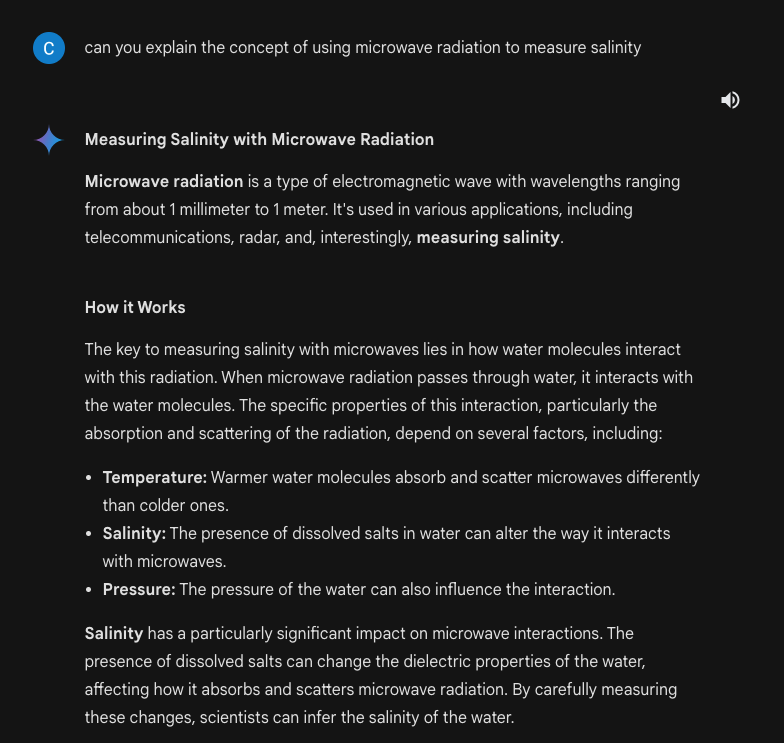 C
can you explain the concept of using microwave radiation to measure salinity
Measuring Salinity with Microwave Radiation
Microwave radiation is a type of electromagnetic wave with wavelengths ranging
from about 1 millimeter to 1 meter. It's used in various applications, including
telecommunications, radar, and, interestingly, measuring salinity.
How it Works
The key to measuring salinity with microwaves lies in how water molecules interact
with this radiation. When microwave radiation passes through water, it interacts with
the water molecules. The specific properties of this interaction, particularly the
absorption and scattering of the radiation, depend on several factors, including:
• Temperature: Warmer water molecules absorb and scatter microwaves differently
than colder ones.
• Salinity: The presence of dissolved salts in water can alter the way it interacts
with microwaves.
• Pressure: The pressure of the water can also influence the interaction.
Salinity has a particularly significant impact on microwave interactions. The
presence of dissolved salts can change the dielectric properties of the water,
affecting how it absorbs and scatters microwave radiation. By carefully measuring
these changes, scientists can infer the salinity of the water.